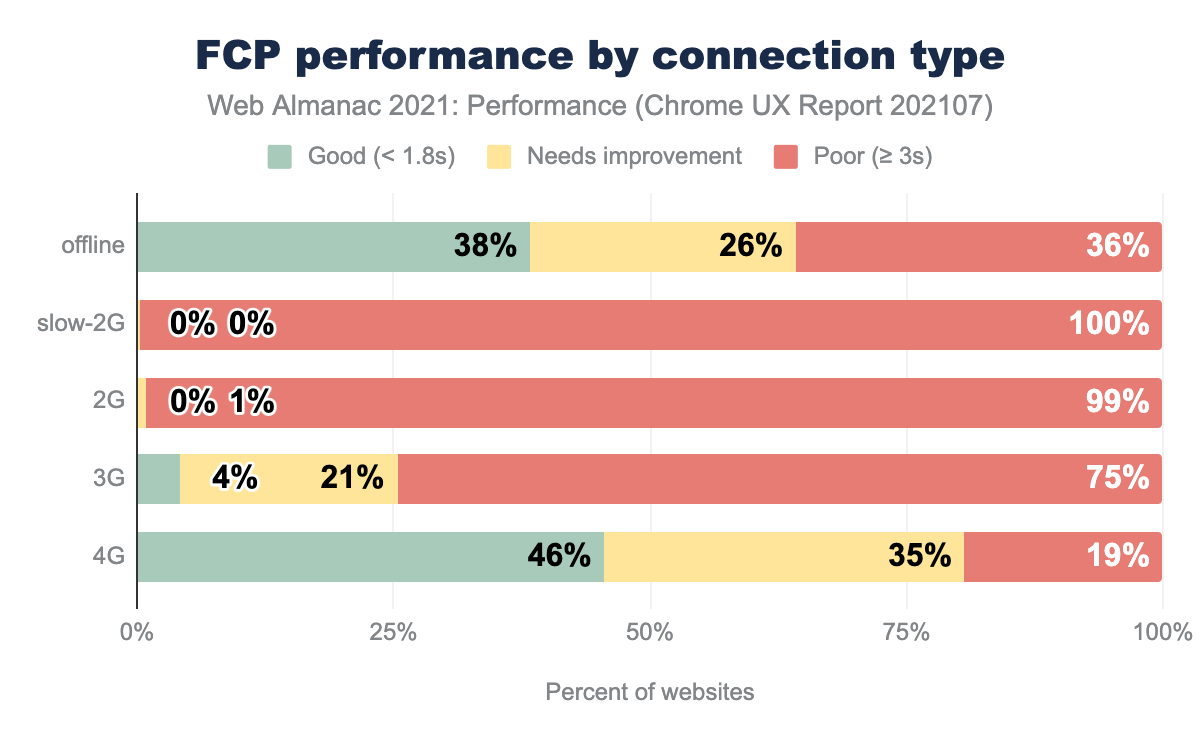 FCP performance by connection type
Web Almanac 2021: Performance (Chrome UX Report 202107)
Good (< 1.8s) Needs improvement Poor (≥ 3s)
offline 38% 26% 36%
slow-2G 0% 0% 100%
2G 0% 1% 99%
3G 4% 21% 75%
4G 46% 35% 19%
0% 25% 50% 75% 100%
Percent of websites